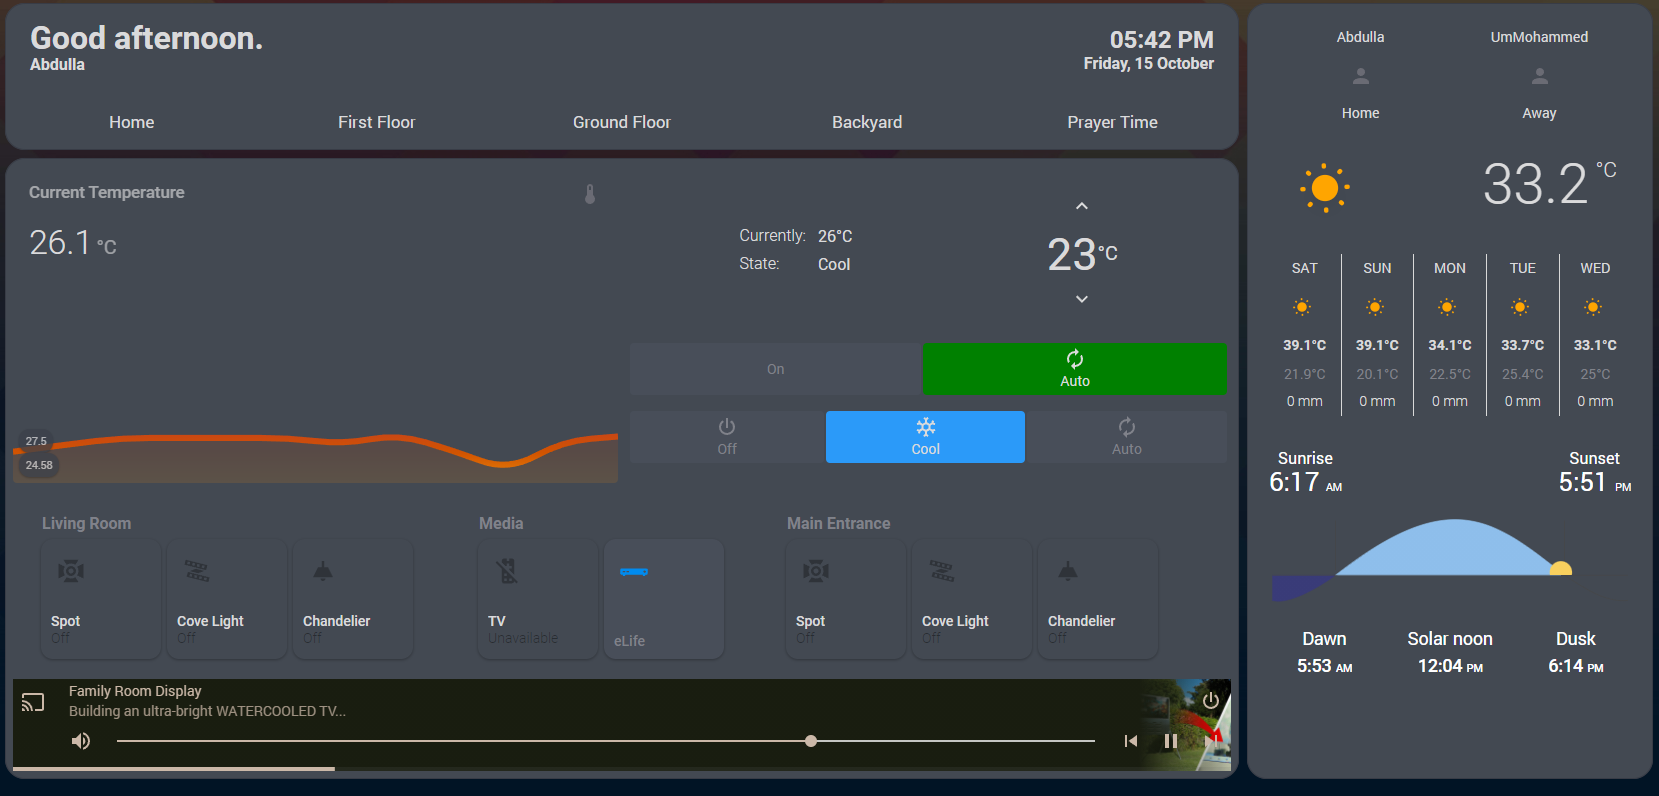 Good afternoon.
Abdulla
05:42 PM
Friday, 15 October
Home
First Floor
Ground Floor
Backyard
Prayer Time
Current Temperature
26.1 °C
27.5
24.58
Currently: 26°C
State: Cool
23°C
On
Auto
Off
Cool
Auto
Living Room
Spot
Off
Cove Light
Off
Chandelier
Off
Media
TV
Unavailable
eLife
Main Entrance
Spot
Off
Cove Light
Off
Chandelier
Off
Family Room Display
Building an ultra-bright WATERCOOLED TV...
Abdulla
Home
UmMohammed
Away
33.2 °C
SAT SUN MON TUE WED
39.1°C 39.1°C 34.1°C 33.7°C 33.1°C
21.9°C 20.1°C 22.5°C 25.4°C 25°C
0 mm 0 mm 0 mm 0 mm 0 mm
Sunrise
6:17 AM
Sunset
5:51 PM
Dawn
5:53 AM
Solar noon
12:04 PM
Dusk
6:14 PM